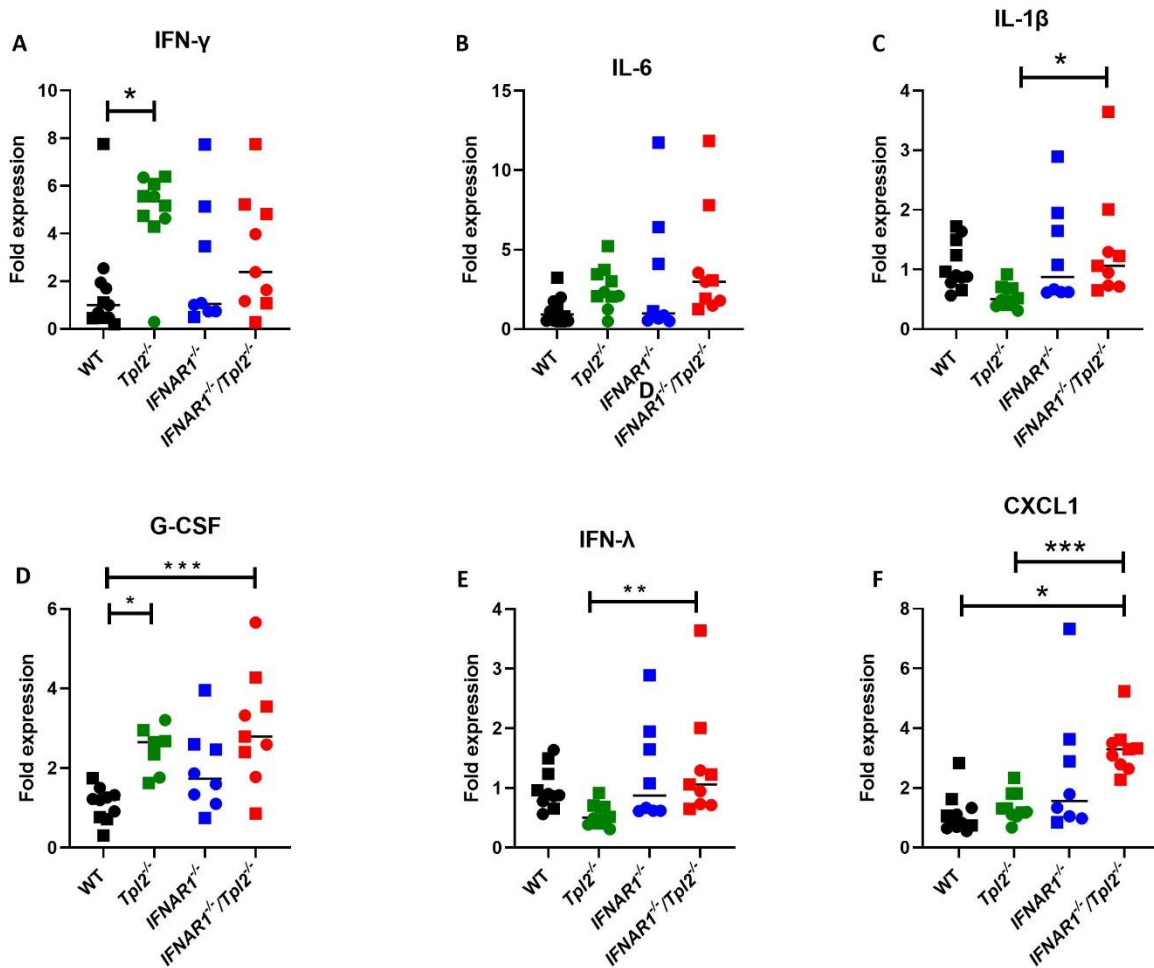 A
IFN-γ
*
Fold expression
10
8
6
4
2
0
WT
Tpl2-/-
IFNAR1-/-
IFNAR1-/-/Tpl2-/-
B
IL-6
Fold expression
15
10
5
0
WT
Tpl2-/-
IFNAR1-/-
IFNAR1-/-/Tpl2-/-
D
C
IL-1β
*
Fold expression
4
3
2
1
0
WT
Tpl2-/-
IFNAR1-/-
IFNAR1-/-/Tpl2-/-
D
G-CSF
***
*
Fold expression
6
4
2
0
WT
Tpl2-/-
IFNAR1-/-
IFNAR1-/-/Tpl2-/-
E
IFN-λ
**
Fold expression
4
3
2
1
0
WT
Tpl2-/-
IFNAR1-/-
IFNAR1-/-/Tpl2-/-
F
CXCL1
***
*
Fold expression
8
6
4
2
0
WT
Tpl2-/-
IFNAR1-/-
IFNAR1-/-/Tpl2-/-